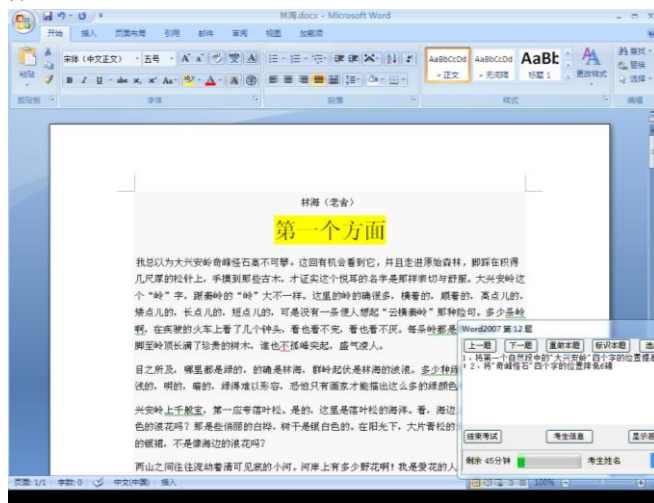 林海.docx - Microsoft Word
开始 插入 页面布局 引用 邮件 审阅 视图 加载项
宋体 (中文正文) 五号
AaBbCcDd AaBbCcDd AaBb
粘贴 正文 无间隔 标题 1 更改样式 查找 替换 选择
剪贴板 字体 段落 样式 编辑
林海（老舍）
第一个方面
我总以为大兴安岭奇峰怪石高不可攀。这回有机会看到它，并且走进原始森林，脚踩在积得
几尺厚的松针上，手摸到那些古木，才证实这个悦耳的名字是那样亲切与舒服。大兴安岭这
个“岭”字，跟秦岭的“岭”大不一样。这里的岭的确很多，横着的，顺着的，高点儿的，
矮点儿的，长点儿的，短点儿的，可是没有一条使人想起“云横秦岭”那种险句。多少条岭
啊，在疾驶的火车上看了几个钟头，看也看不完，看也看不厌。每条岭都是
脚至岭顶长满了珍贵的树木，谁也不孤峰突起，盛气凌人。
目之所及，哪里都是绿的，的确是林海，群岭起伏是林海的波浪。多少种绿
浅的，明的，暗的，绿得难以形容，恐怕只有画家才能描出这么多的绿颜色
兴安岭上千般宝，第一应夸落叶松。是的，这里是落叶松的海洋。看，海边
色的浪花吗？那是些俏丽的白桦，树干是银白色的。在阳光下，大片青松的
的银裙，不是像海边的浪花吗？
两山之间往往流动着清可见底的小河。河岸上有多少野花啊！我是爱花的人
Word2007 第 12 题
上一题 下一题 重做本题 标识本题
1、将第一个自然段中的“大兴安岭”四个字的位置提高
2、将“奇峰怪石”四个字的位置降低6磅
结束考试 考生信息 显示答
剩余 45分钟 考生姓名
页面: 1/1 字数: 0 中文(中国) 插入 100%